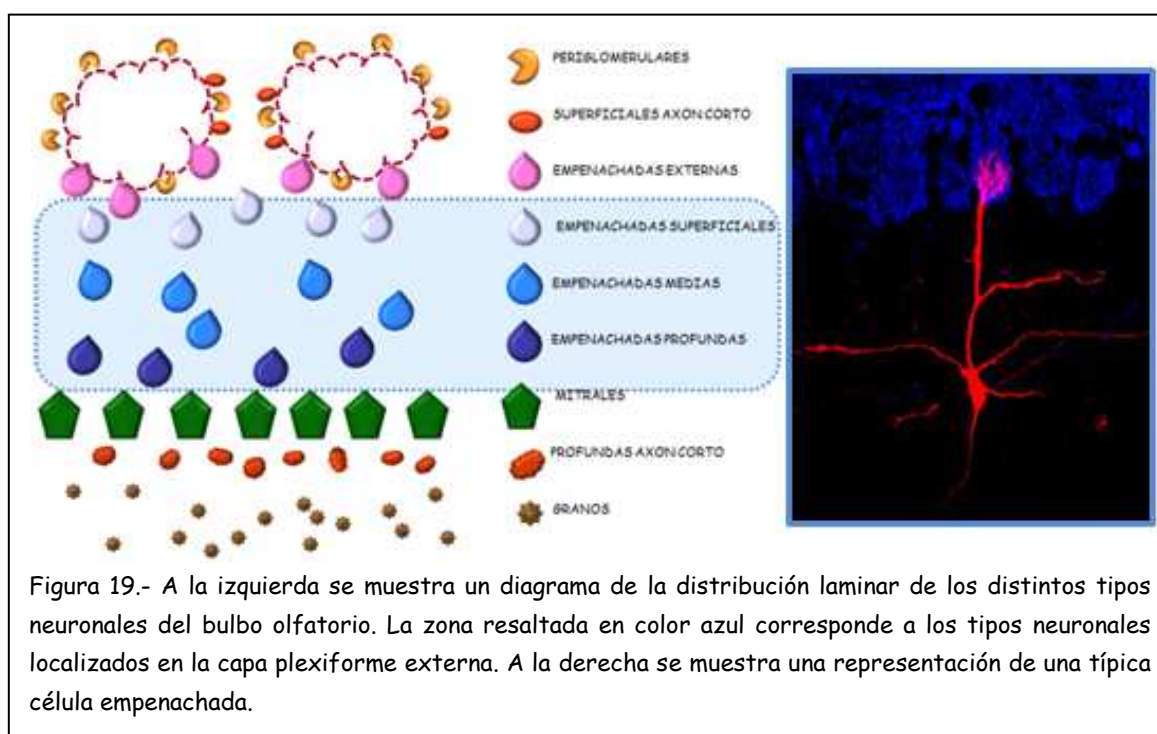 PERIGLOMERULARES
SUPERFICIALES AXON CORTO
EMPENACHADAS EXTERNAS
EMPENACHADAS SUPERFICIALES
EMPENACHADAS MEDIAS
EMPENACHADAS PROFUNDAS
MITRALES
PROFUNDAS AXON CORTO
GRANOS
Figura 19.- A la izquierda se muestra un diagrama de la distribución laminar de los distintos tipos
neuronales del bulbo olfatorio. La zona resaltada en color azul corresponde a los tipos neuronales
localizados en la capa plexiforme externa. A la derecha se muestra una representación de una típica
célula empenachada.